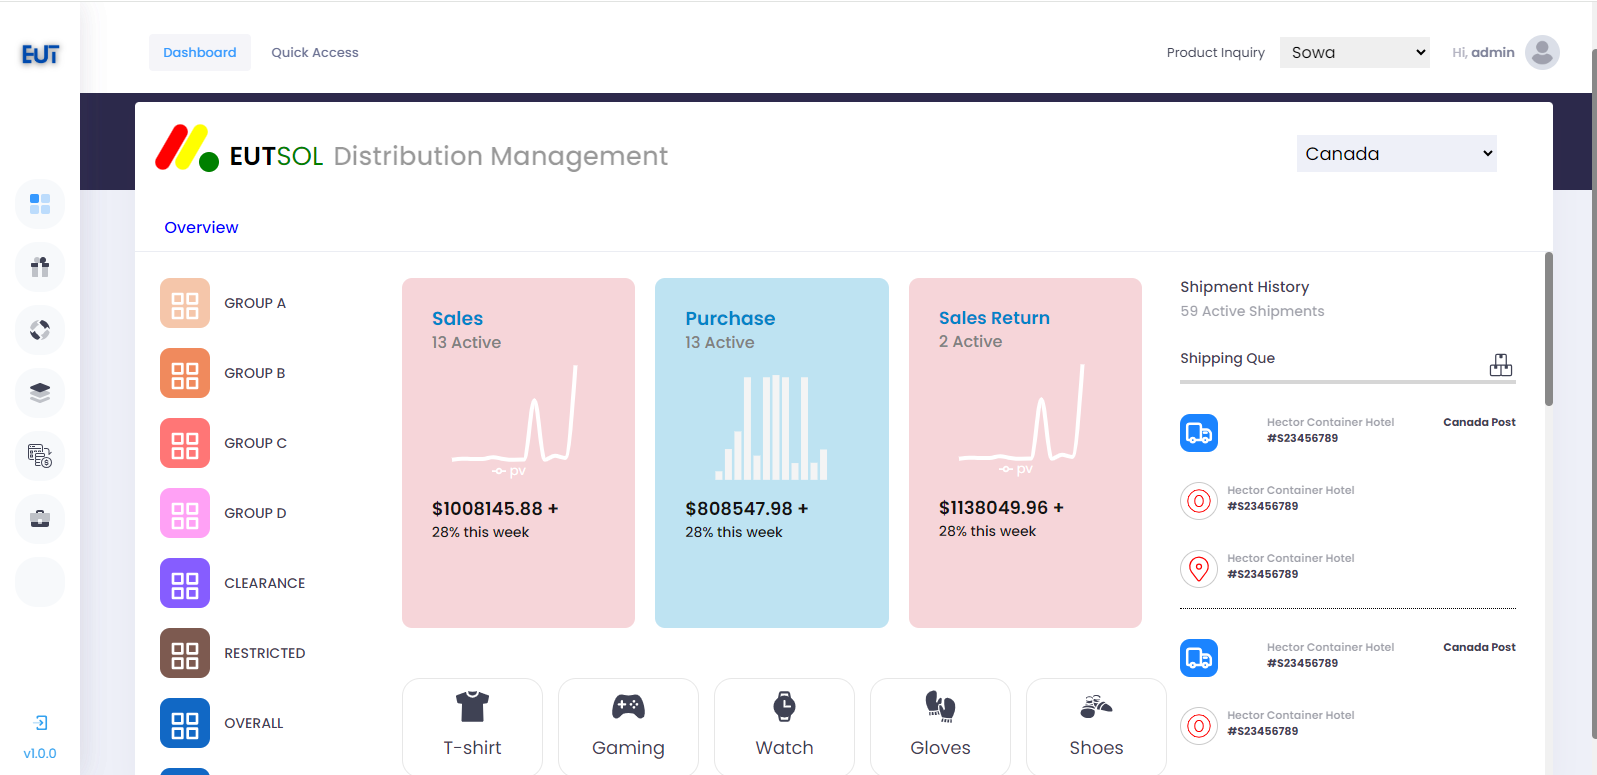 EUT
Dashboard
Quick Access
Product Inquiry
Sowa
Hi, admin
EUTSOL Distribution Management
Canada
Overview
GROUP A
GROUP B
GROUP C
GROUP D
CLEARANCE
RESTRICTED
OVERALL
Sales
13 Active
pv
$1008145.88 +
28% this week
Purchase
13 Active
$808547.98 +
28% this week
Sales Return
2 Active
pv
$1138049.96 +
28% this week
T-shirt
Gaming
Watch
Gloves
Shoes
Shipment History
59 Active Shipments
Shipping Que
Hector Container Hotel
Canada Post
#S23456789
Hector Container Hotel
#S23456789
Hector Container Hotel
#S23456789
Hector Container Hotel
Canada Post
#S23456789
Hector Container Hotel
#S23456789
v1.0.0